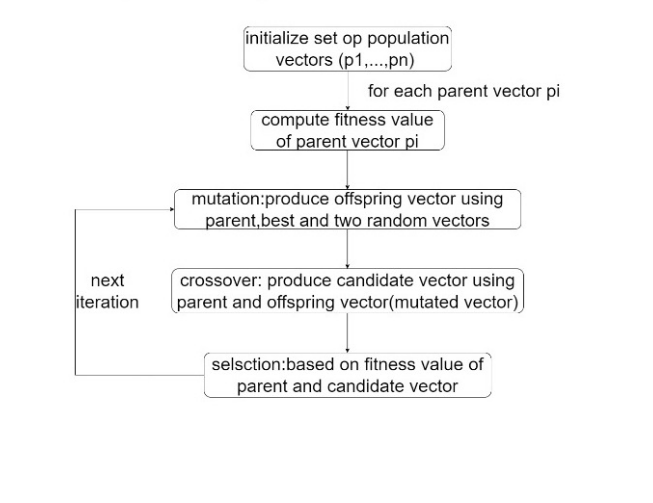 initialize set op population
vectors (p1,...,pn)
for each parent vector pi
compute fitness value
of parent vector pi
mutation:produce offspring vector using
parent,best and two random vectors
next
iteration
crossover: produce candidate vector using
parent and offspring vector(mutated vector)
selsction:based on fitness value of
parent and candidate vector